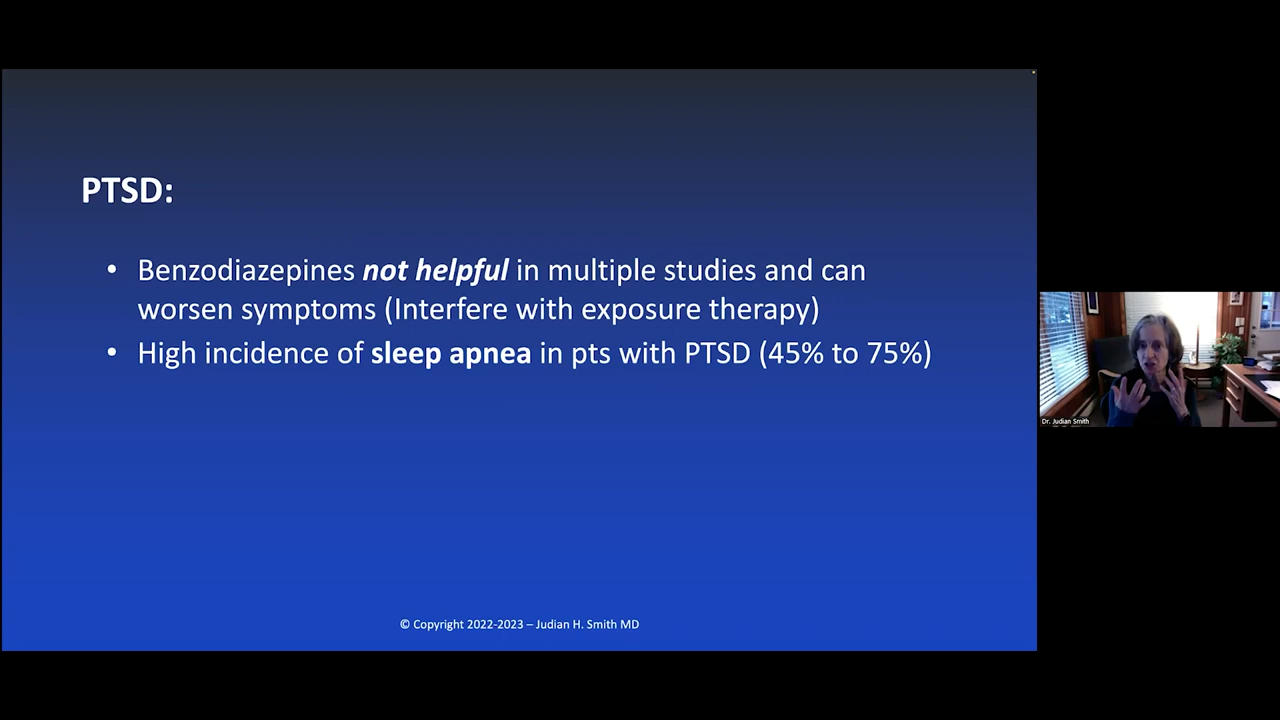 PTSD:
• Benzodiazepines not helpful in multiple studies and can
worsen symptoms (Interfere with exposure therapy)
• High incidence of sleep apnea in pts with PTSD (45% to 75%)
© Copyright 2022-2023 – Judian H. Smith MD
Dr. Judian Smith